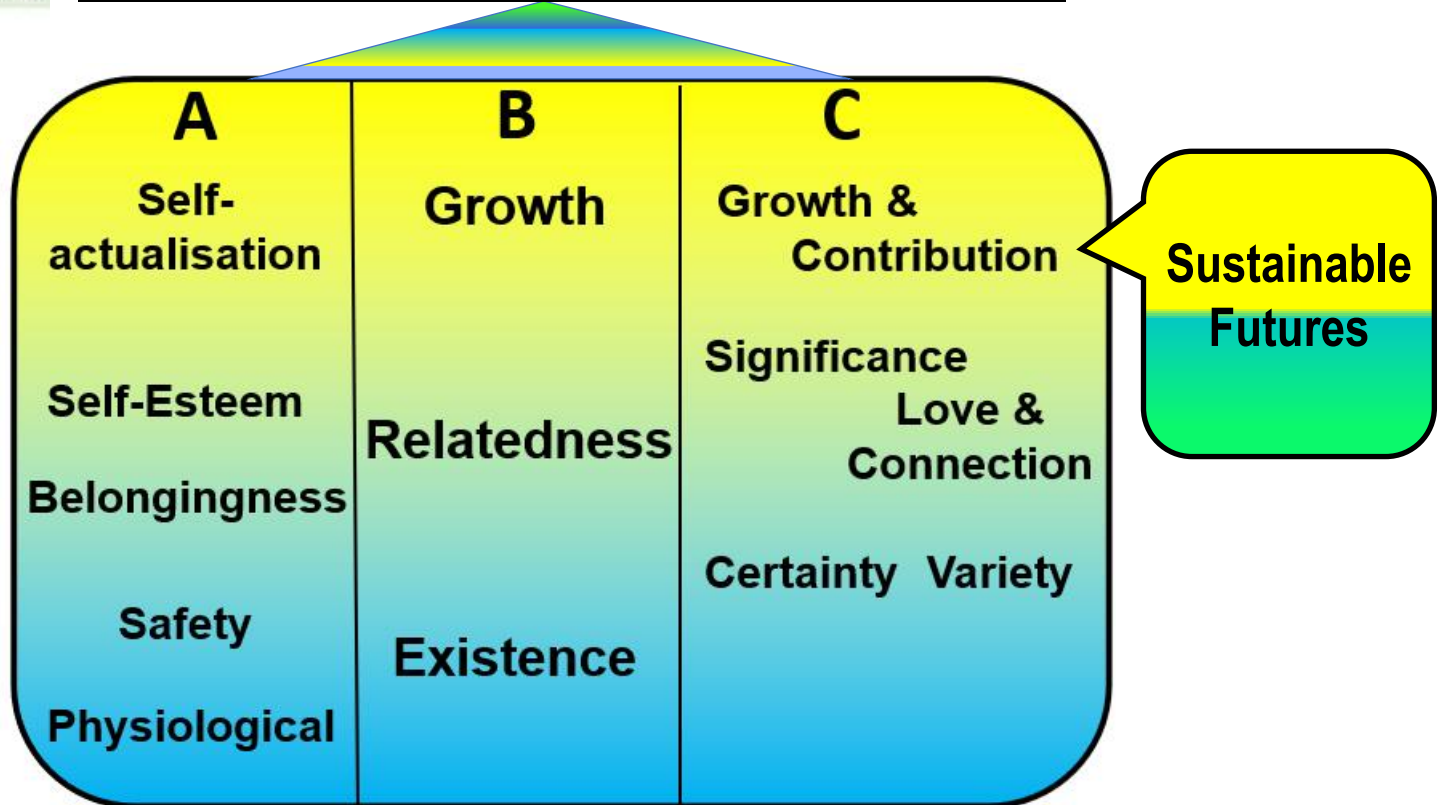 A
Self-
actualisation
Self-Esteem
Belongingness
Safety
Physiological
B
Growth
Relatedness
Existence
C
Growth &
Contribution
Significance
Love &
Connection
Certainty Variety
Sustainable
Futures